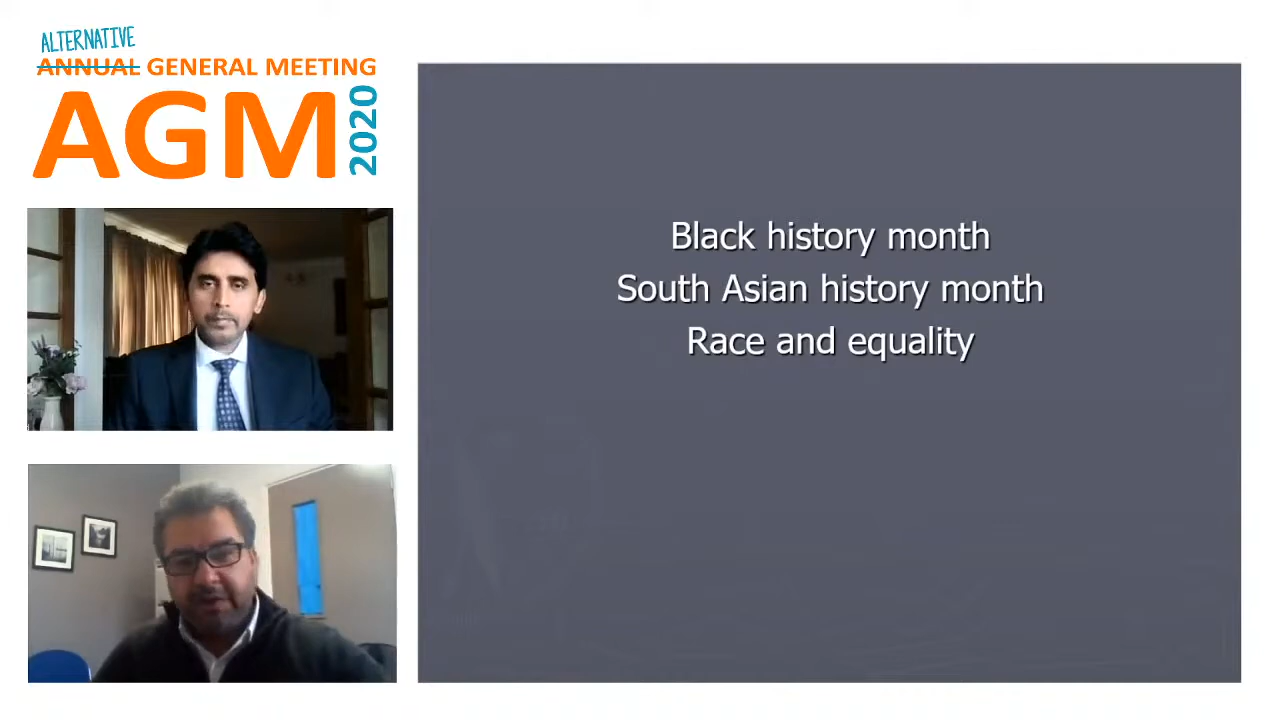 ALTERNATIVE
ANNUAL GENERAL MEETING
AGM 2020
Black history month
South Asian history month
Race and equality